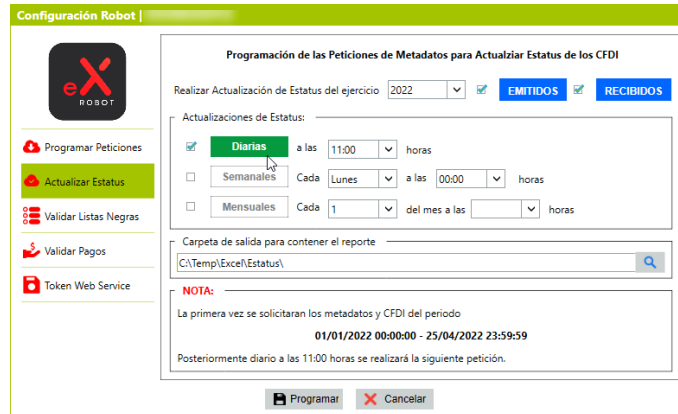 Configuración Robot |
eX
ROBOT
Programar Peticiones
Actualizar Estatus
Validar Listas Negras
Validar Pagos
Token Web Service
Programación de las Peticiones de Metadatos para Actualziar Estatus de los CFDI
Realizar Actualización de Estatus del ejercicio 2022 EMITIDOS RECIBIDOS
Actualizaciones de Estatus:
Diarias a las 11:00 horas
Semanales Cada Lunes a las 00:00 horas
Mensuales Cada 1 del mes a las horas
Carpeta de salida para contener el reporte
C:\Temp\Excel\Estatus\
NOTA:
La primera vez se solicitaran los metadatos y CFDI del periodo
01/01/2022 00:00:00 - 25/04/2022 23:59:59
Posteriormente diario a las 11:00 horas se realizará la siguiente petición.
Programar Cancelar